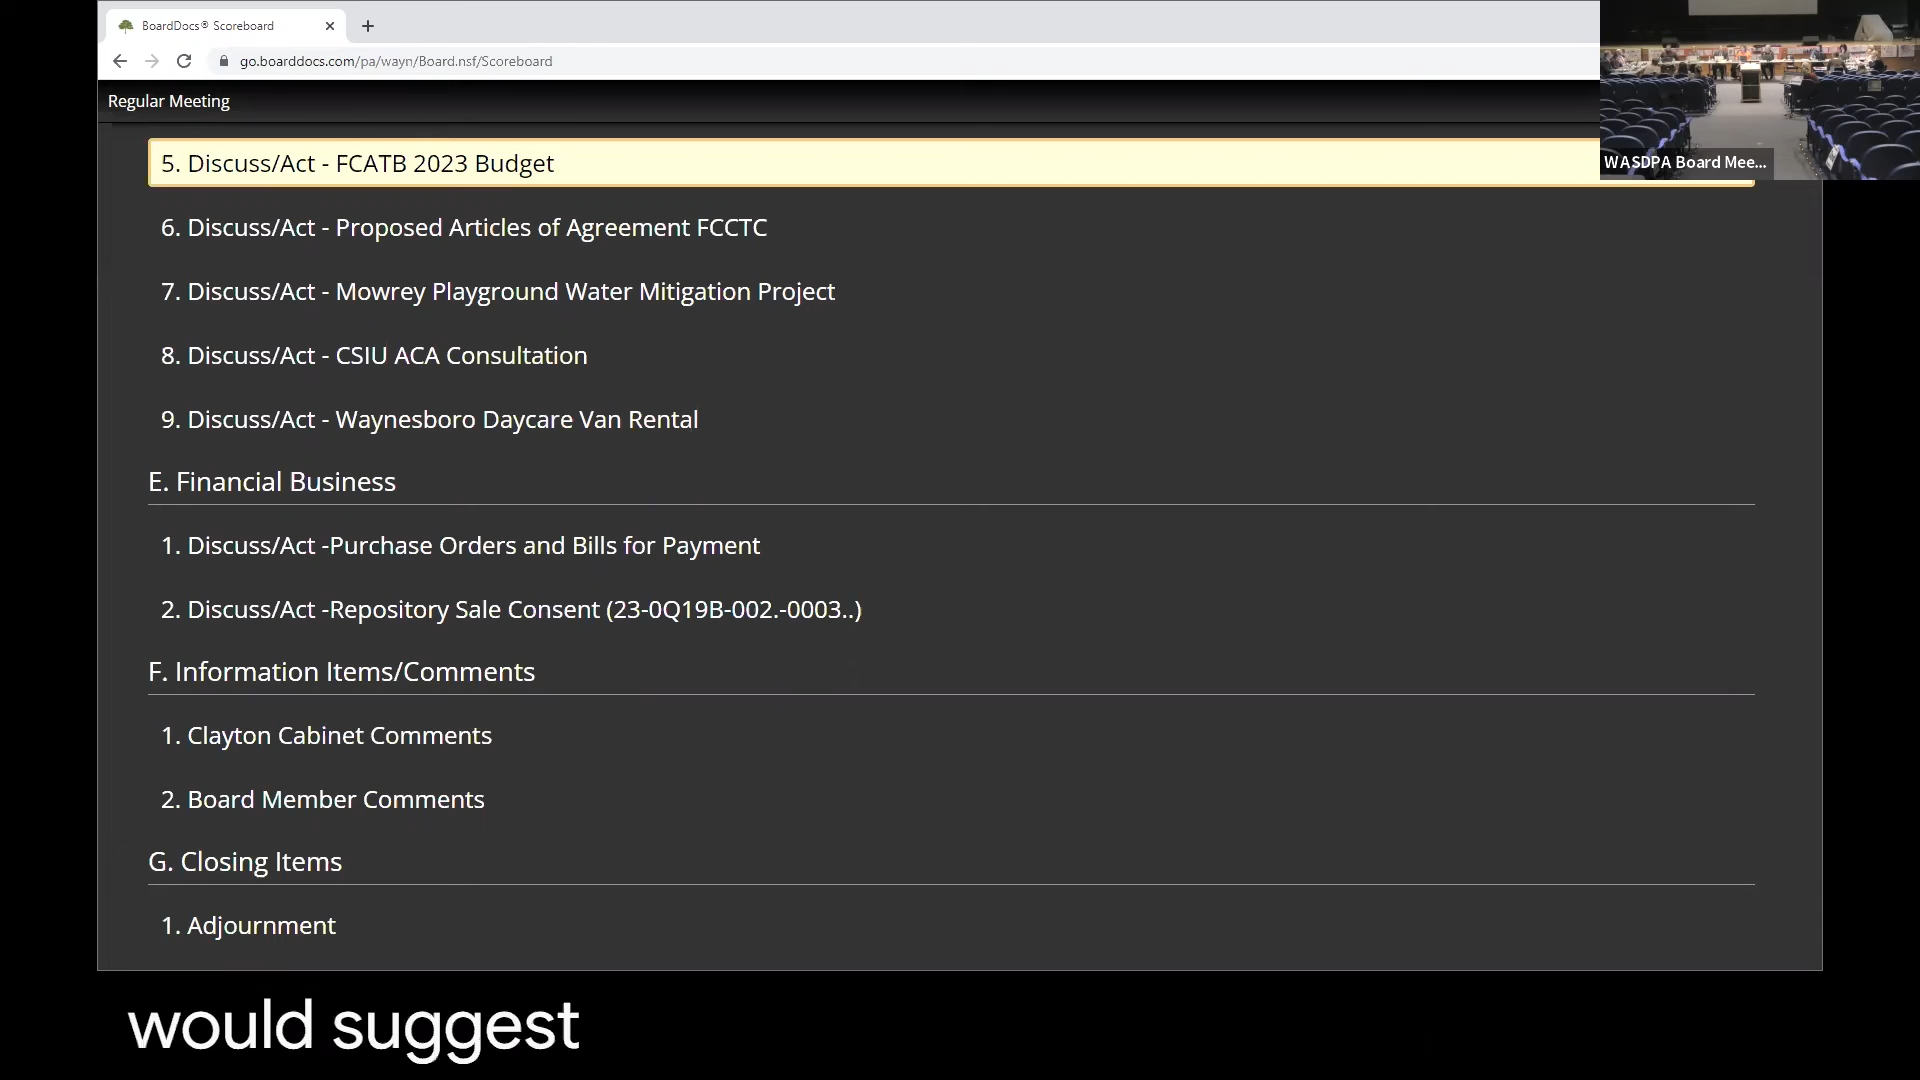 BoardDocs® Scoreboard
go.boarddocs.com/pa/wayn/Board.nsf/Scoreboard
Regular Meeting
WASDPA Board Mee...
5. Discuss/Act - FCATB 2023 Budget
6. Discuss/Act - Proposed Articles of Agreement FCCTC
7. Discuss/Act - Mowrey Playground Water Mitigation Project
8. Discuss/Act - CSIU ACA Consultation
9. Discuss/Act - Waynesboro Daycare Van Rental
E. Financial Business
1. Discuss/Act -Purchase Orders and Bills for Payment
2. Discuss/Act -Repository Sale Consent (23-0Q19B-002.-0003..)
F. Information Items/Comments
1. Clayton Cabinet Comments
2. Board Member Comments
G. Closing Items
1. Adjournment
would suggest